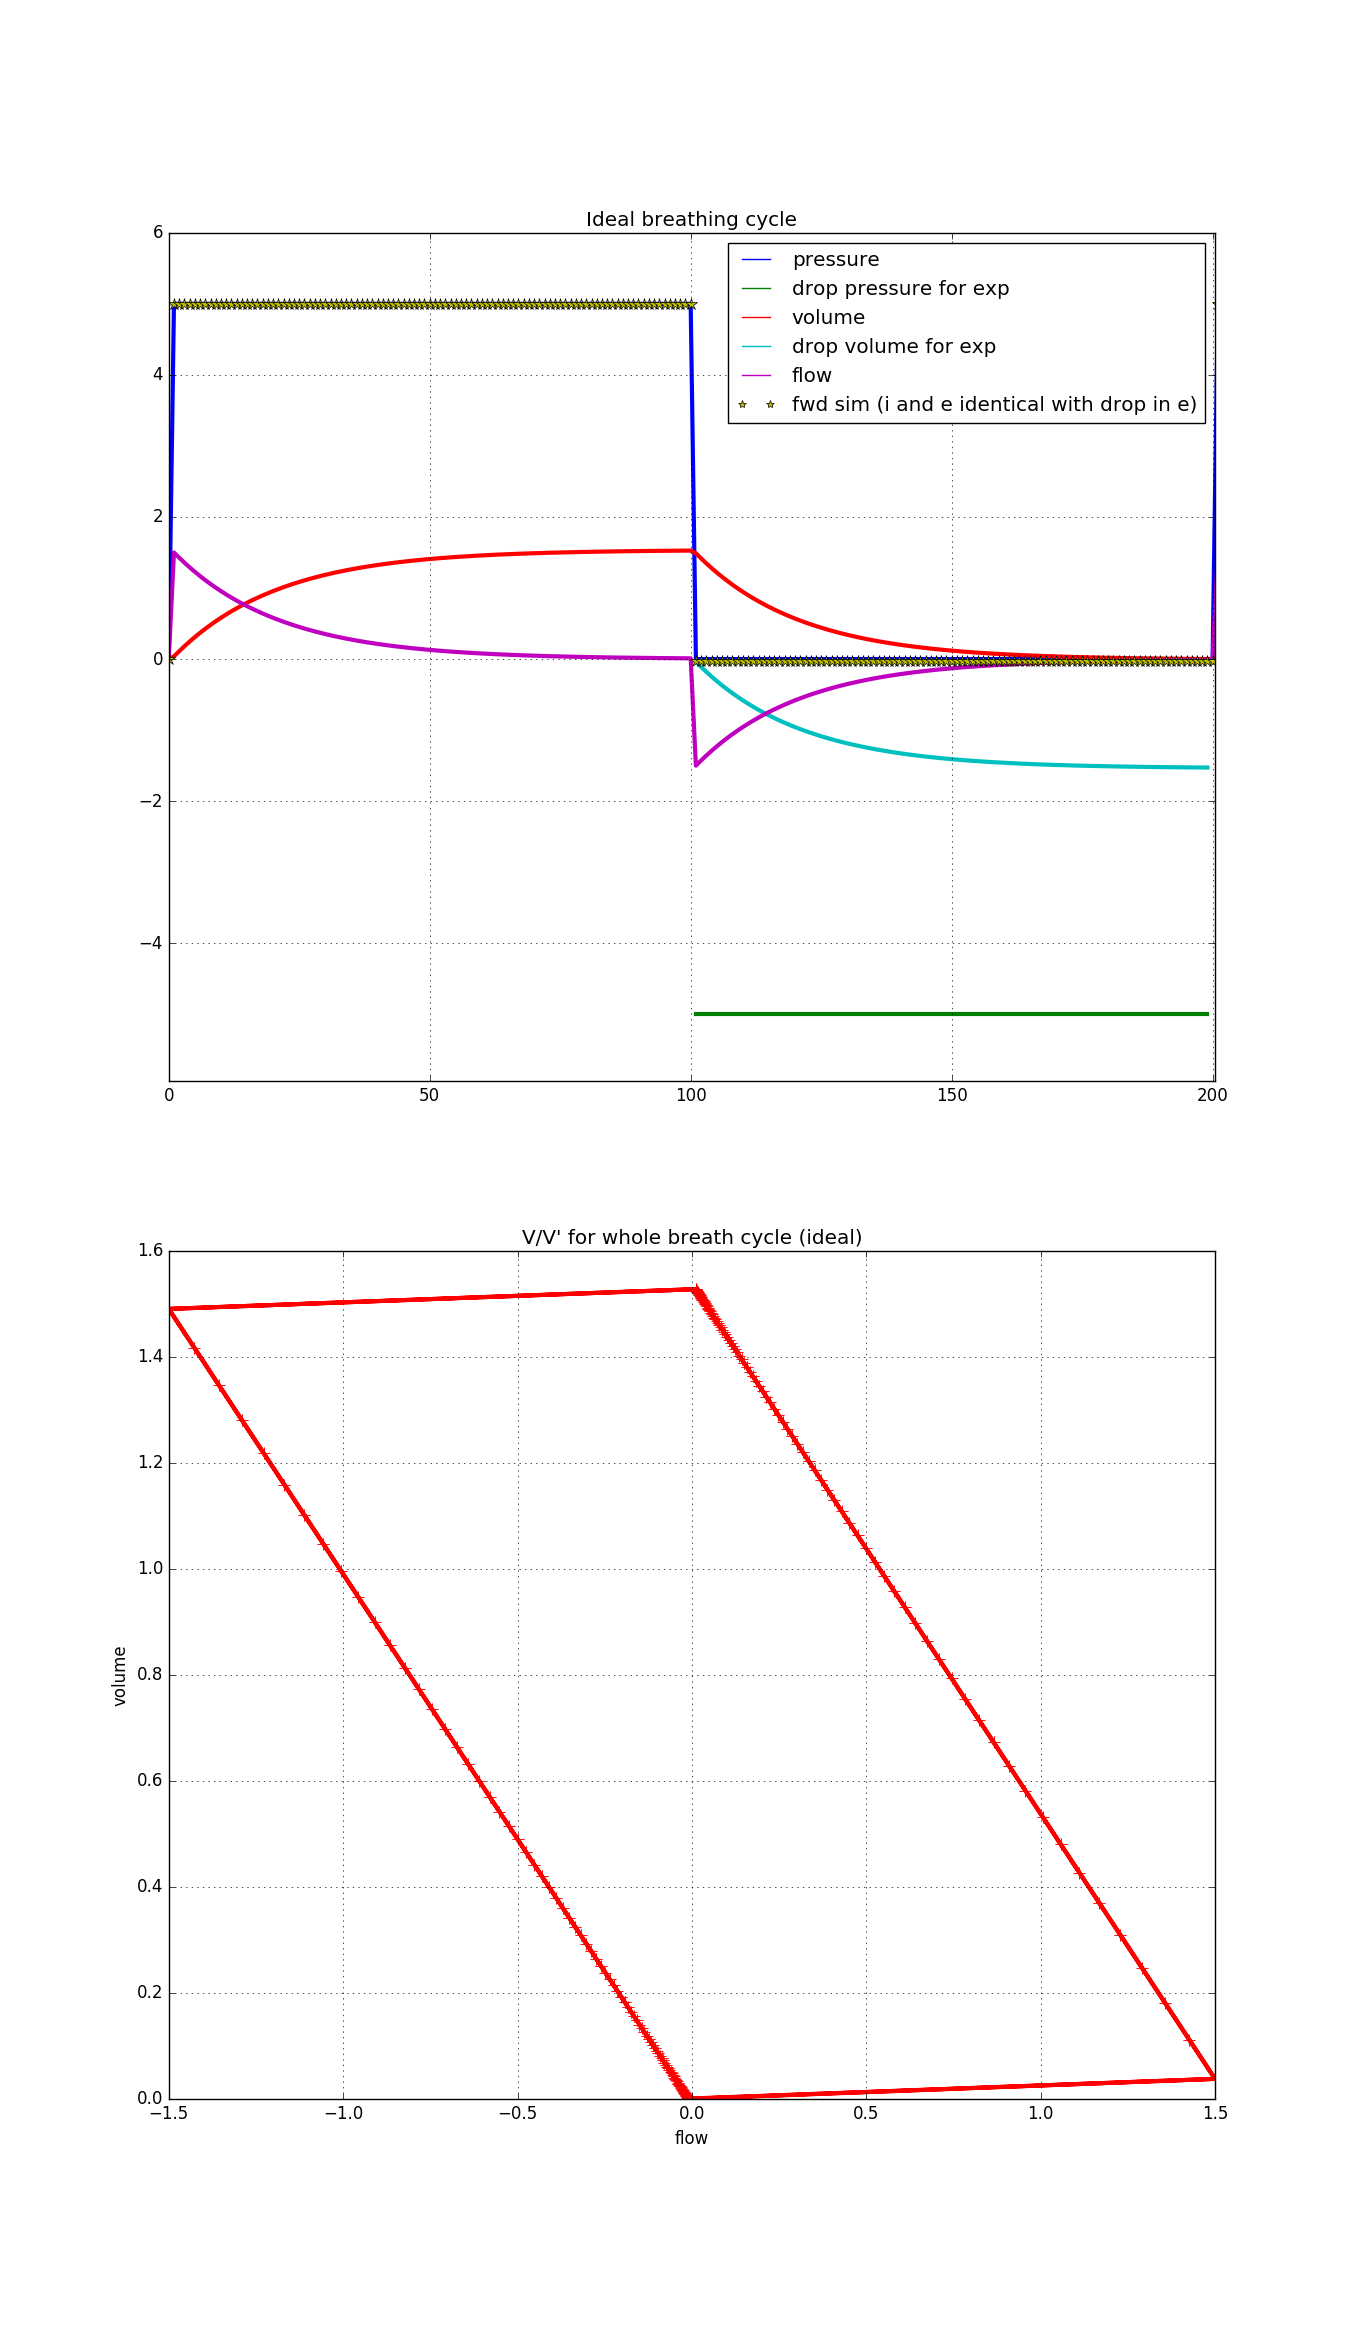 Ideal breathing cycle
6
4
2
0
−2
−4
pressure
drop pressure for exp
volume
drop volume for exp
flow
fwd sim (i and e identical with drop in e)
0 50 100 150 200
V/V' for whole breath cycle (ideal)
1.6
1.4
1.2
1.0
0.8
0.6
0.4
0.2
0.0
volume
−1.5 −1.0 −0.5 0.0 0.5 1.0 1.5
flow